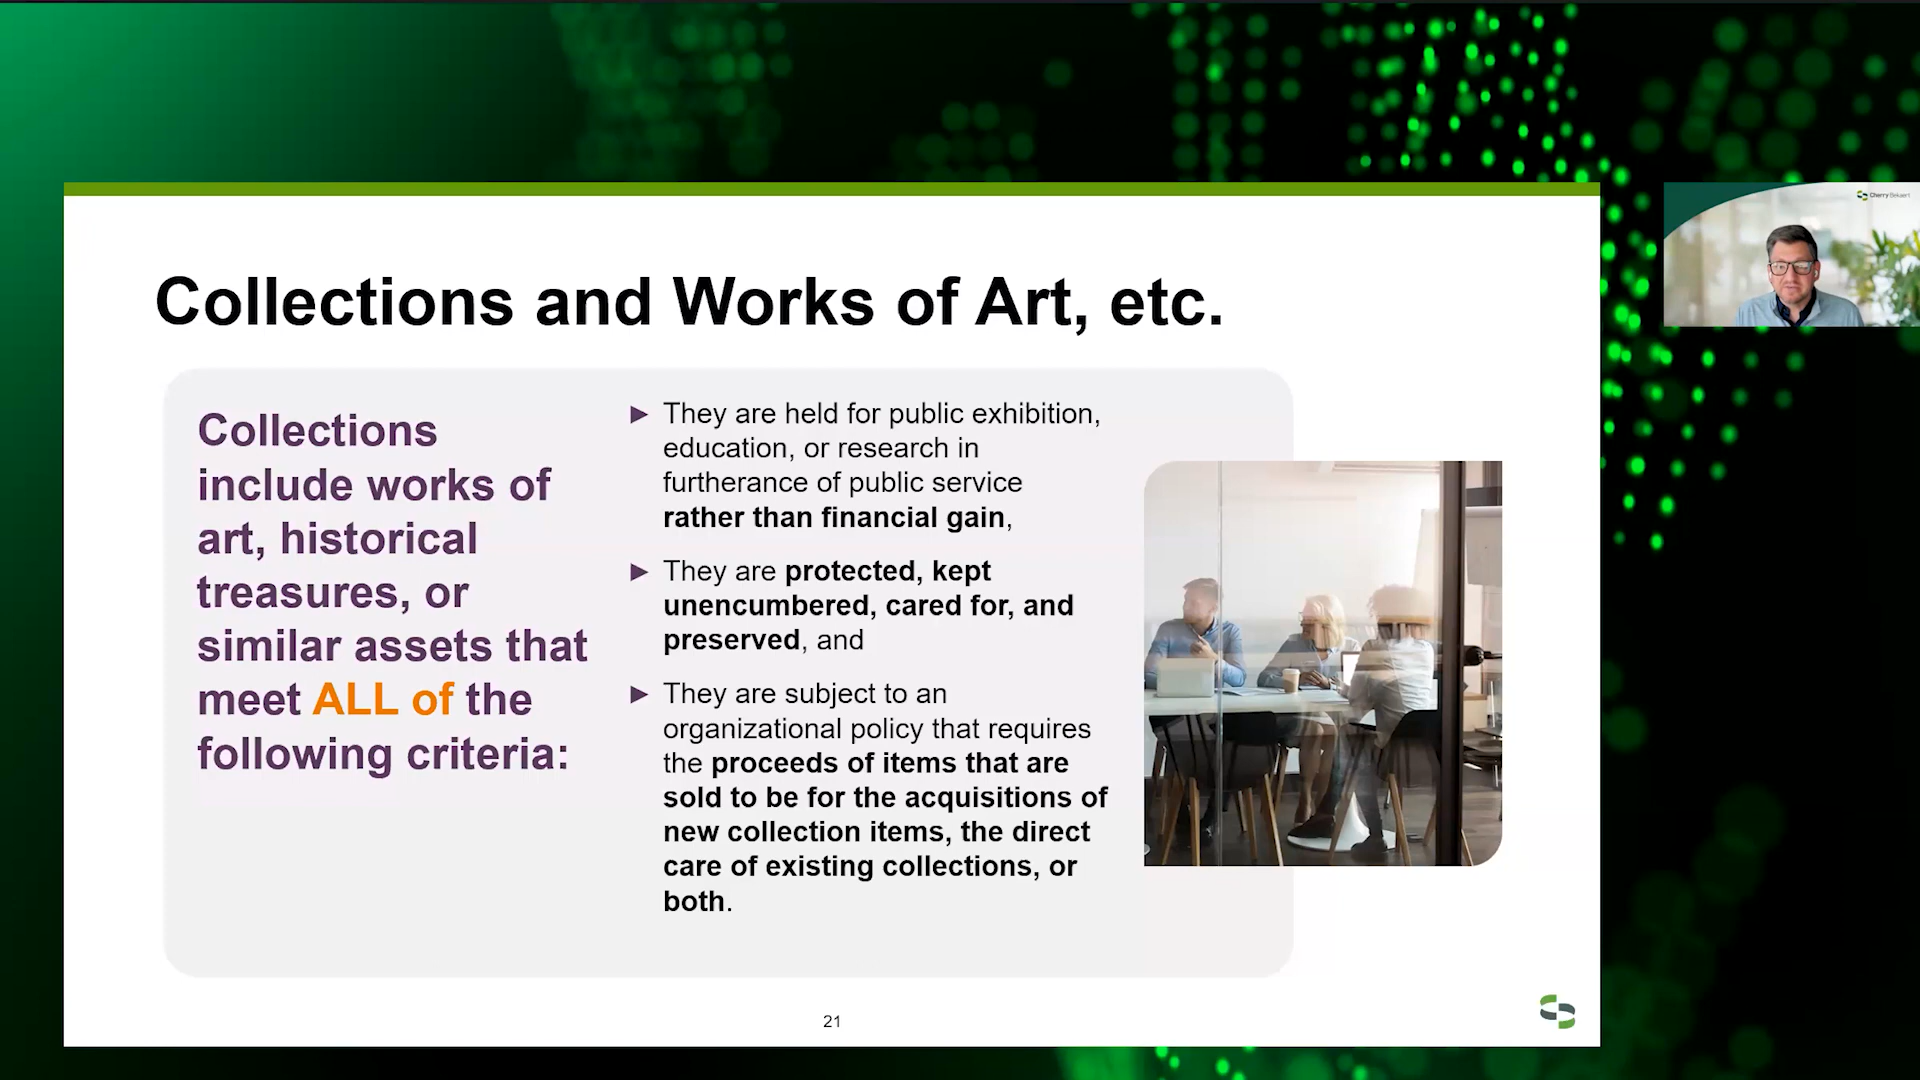 Cherry Bekaert
Collections and Works of Art, etc.
Collections
include works of
art, historical
treasures, or
similar assets that
meet ALL of the
following criteria:
► They are held for public exhibition,
education, or research in
furtherance of public service
rather than financial gain,
► They are protected, kept
unencumbered, cared for, and
preserved, and
► They are subject to an
organizational policy that requires
the proceeds of items that are
sold to be for the acquisitions of
new collection items, the direct
care of existing collections, or
both.
21